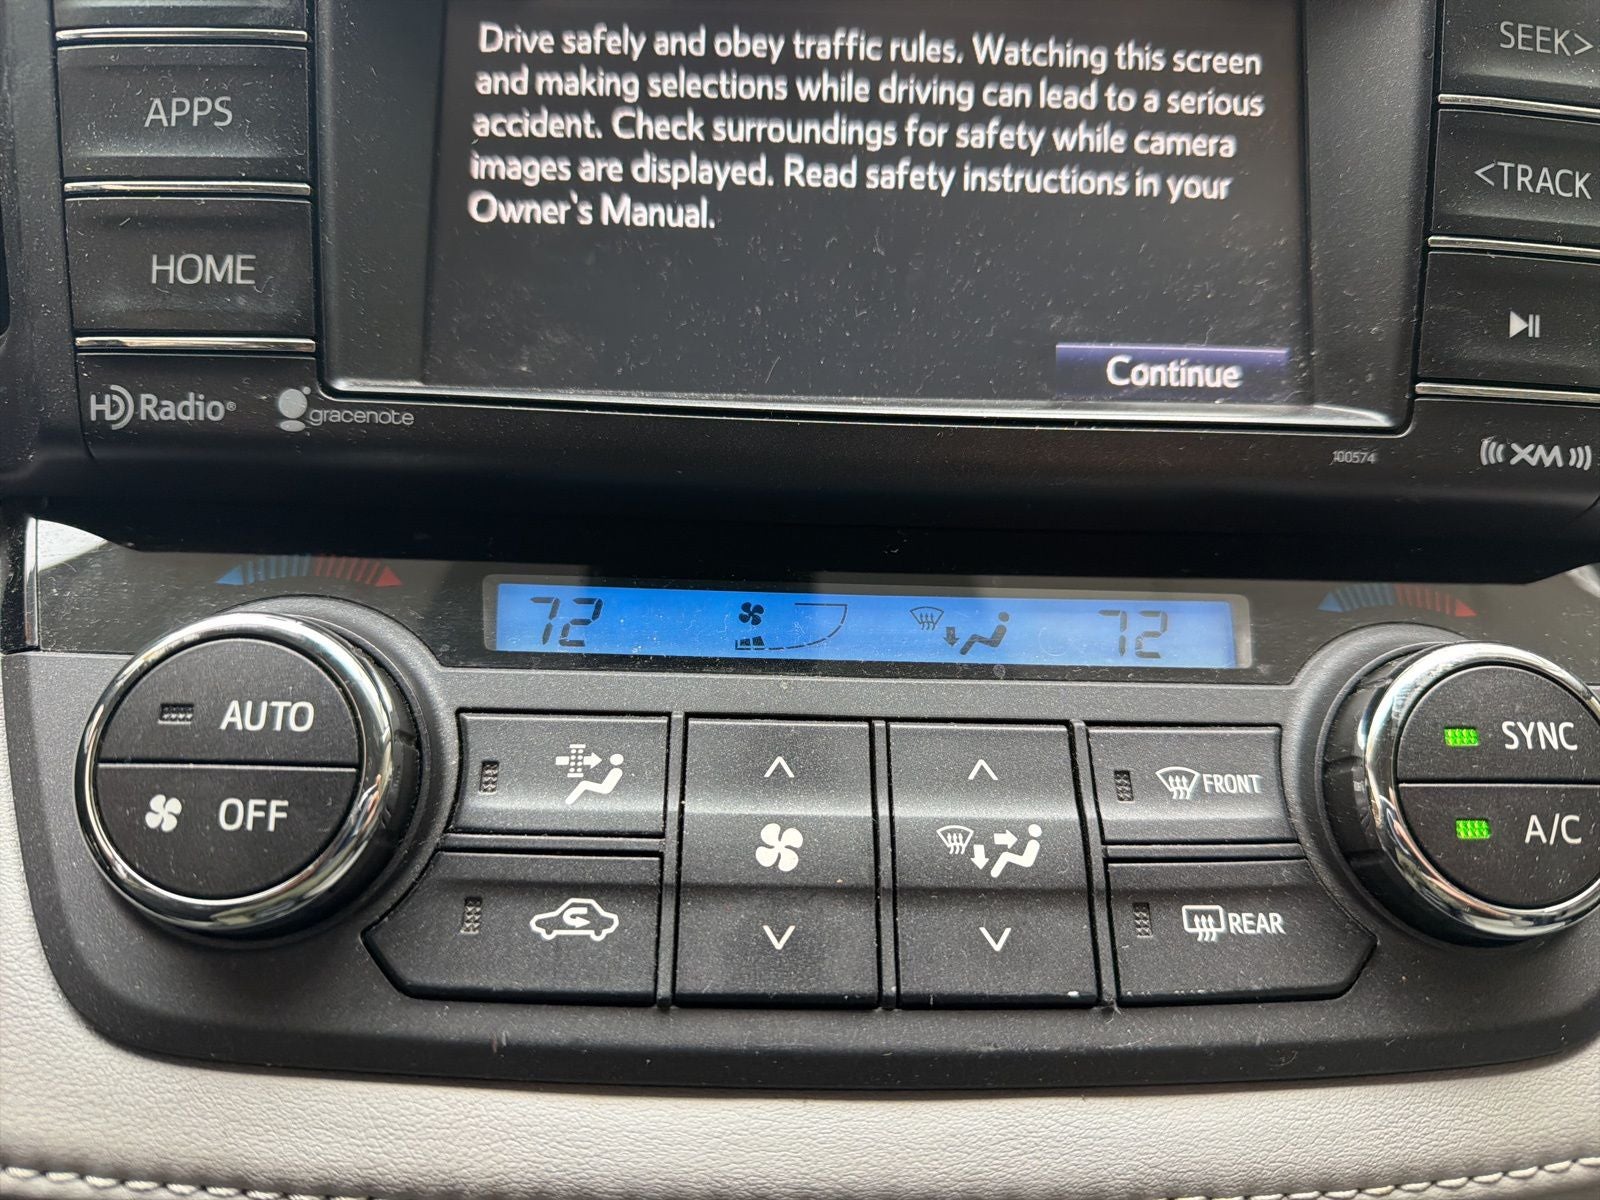 Drive safely and obey traffic rules. Watching this screen
and making selections while driving can lead to a serious
accident. Check surroundings for safety while camera
images are displayed. Read safety instructions in your
Owner's Manual.
Continue
APPS
HOME
HD Radio®
gracenote
SEEK>
<TRACK
100574
((( XM )))
72
72
AUTO
OFF
FRONT
REAR
SYNC
A/C